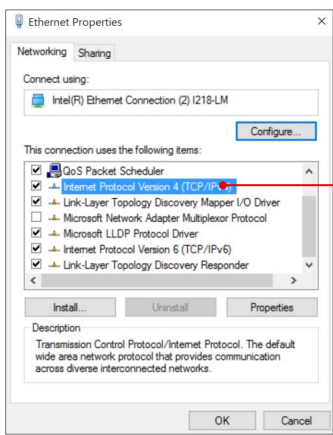 Ethernet Properties
Networking
Sharing
Connect using:
Intel(R) Ethernet Connection (2) I218-LM
Configure...
This connection uses the following items:
QoS Packet Scheduler
Internet Protocol Version 4 (TCP/IPv4)
Link-Layer Topology Discovery Mapper I/O Driver
Microsoft Network Adapter Multiplexor Protocol
Microsoft LLDP Protocol Driver
Internet Protocol Version 6 (TCP/IPv6)
Link-Layer Topology Discovery Responder
Install...
Uninstall
Properties
Description
Transmission Control Protocol/Internet Protocol. The default
wide area network protocol that provides communication
across diverse interconnected networks.
OK
Cancel